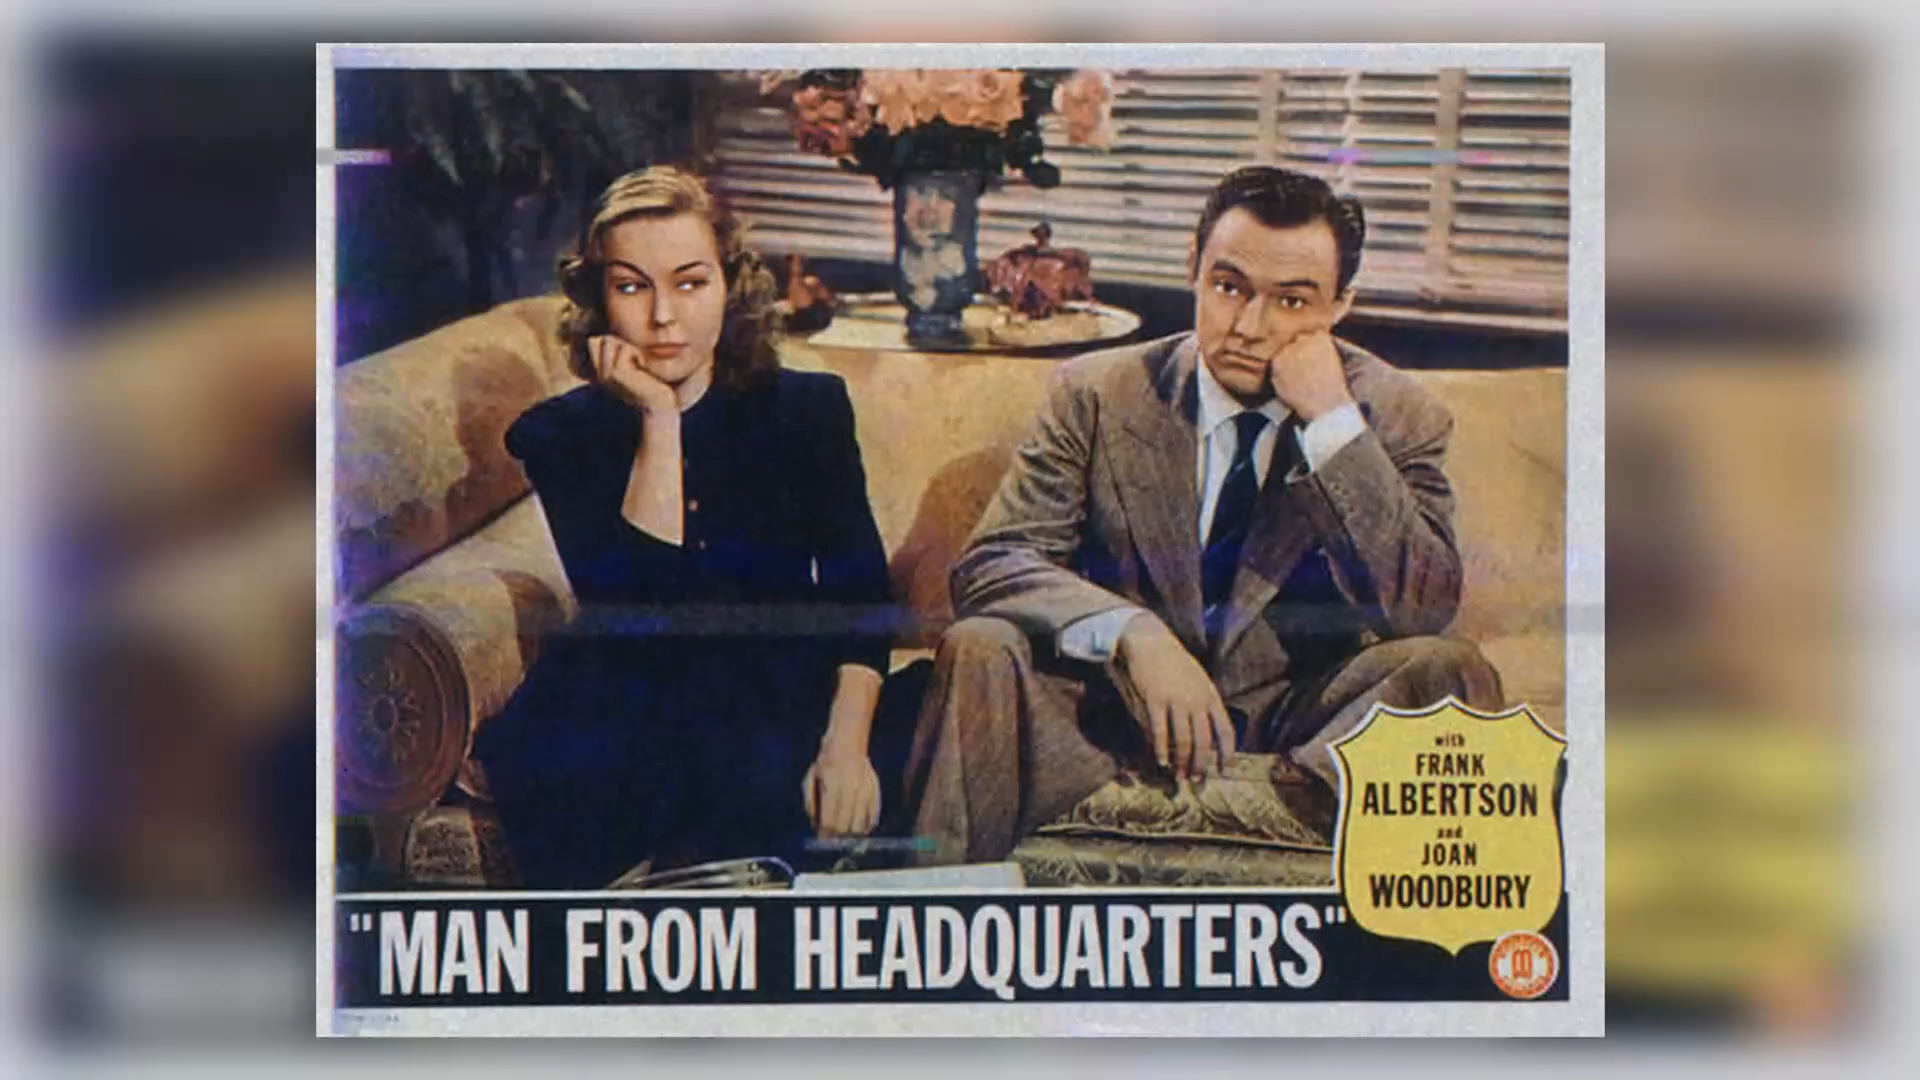 with
FRANK
ALBERTSON
and
JOAN
WOODBURY
"MAN FROM HEADQUARTERS"